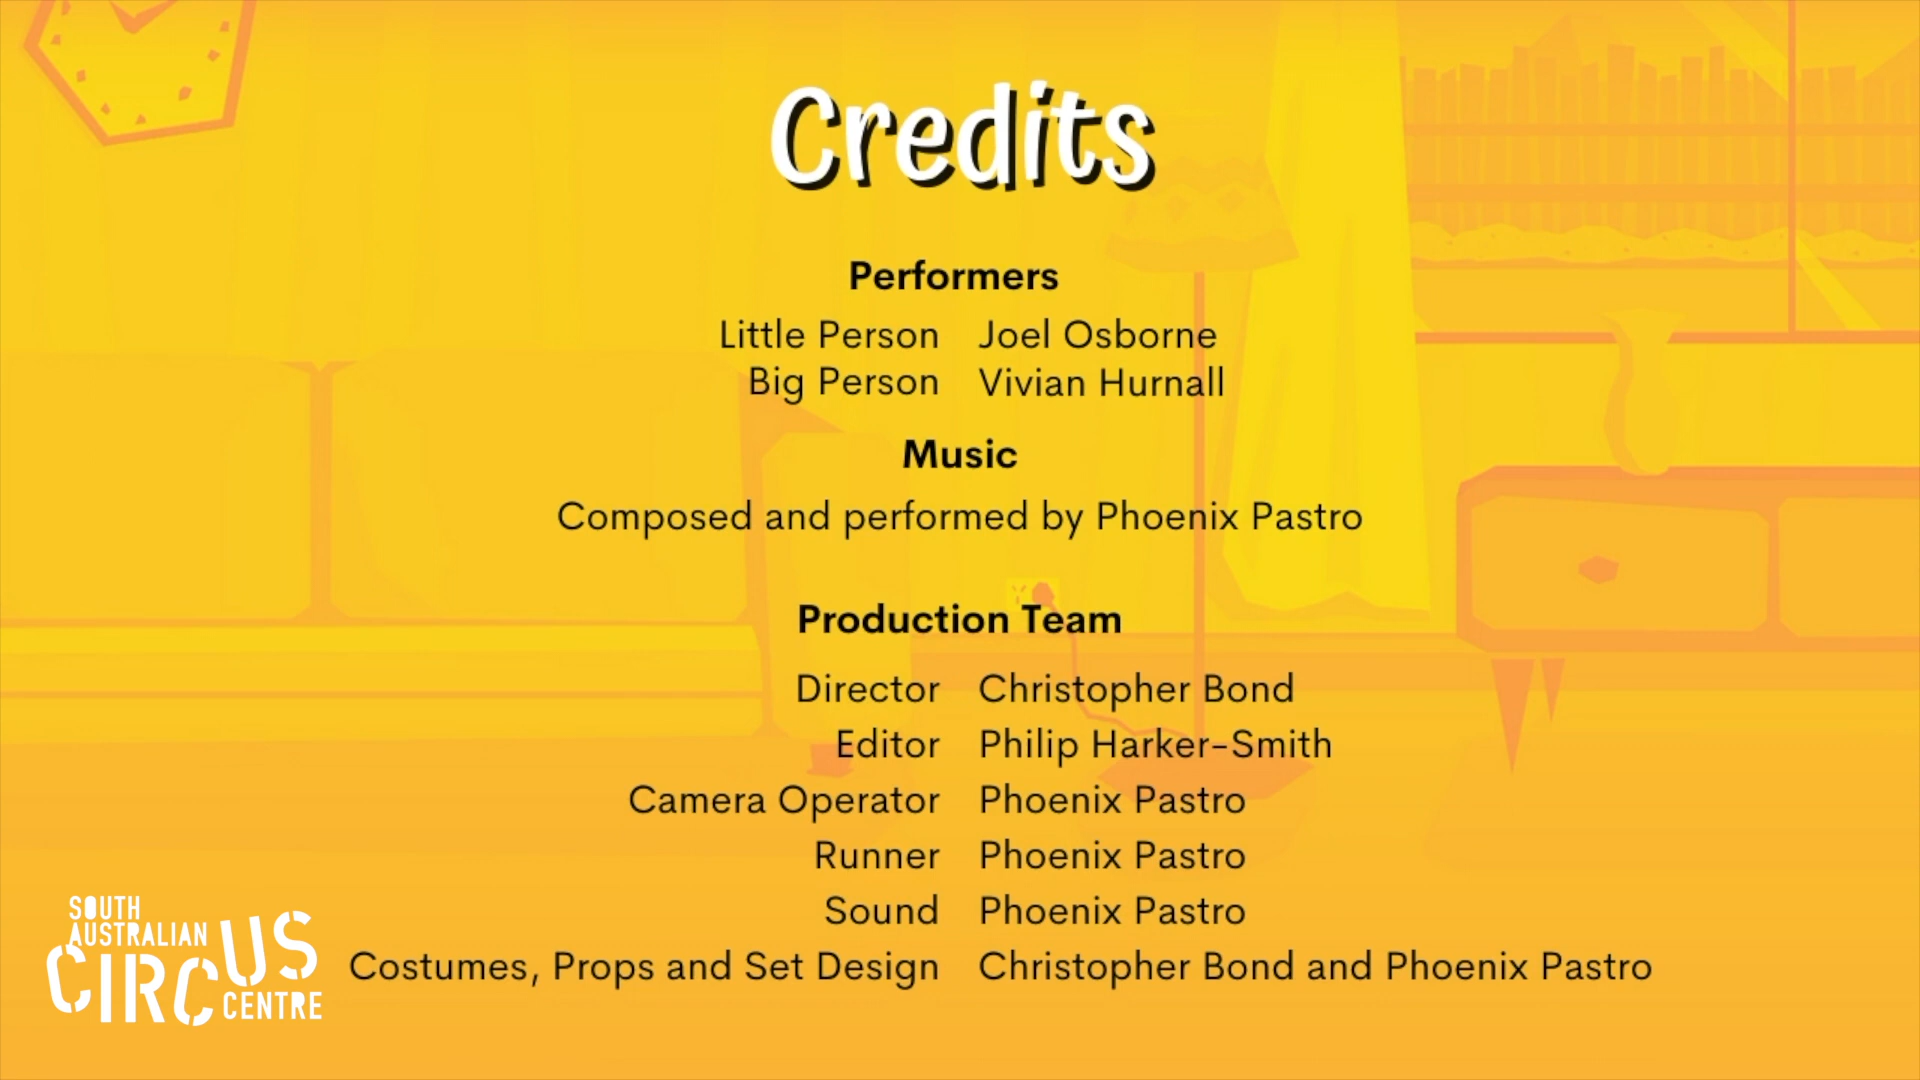 Credits
Performers
Little Person Joel Osborne
Big Person Vivian Hurnall
Music
Composed and performed by Phoenix Pastro
Production Team
Director Christopher Bond
Editor Philip Harker-Smith
Camera Operator Phoenix Pastro
Runner Phoenix Pastro
Sound Phoenix Pastro
Costumes, Props and Set Design Christopher Bond and Phoenix Pastro
SOUTH
AUSTRALIAN
CIRCUS
CENTRE